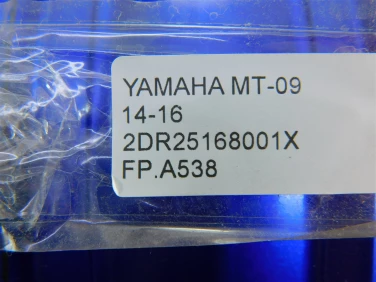 YAMAHA MT-09
14-16
2DR25168001X
FP.A538